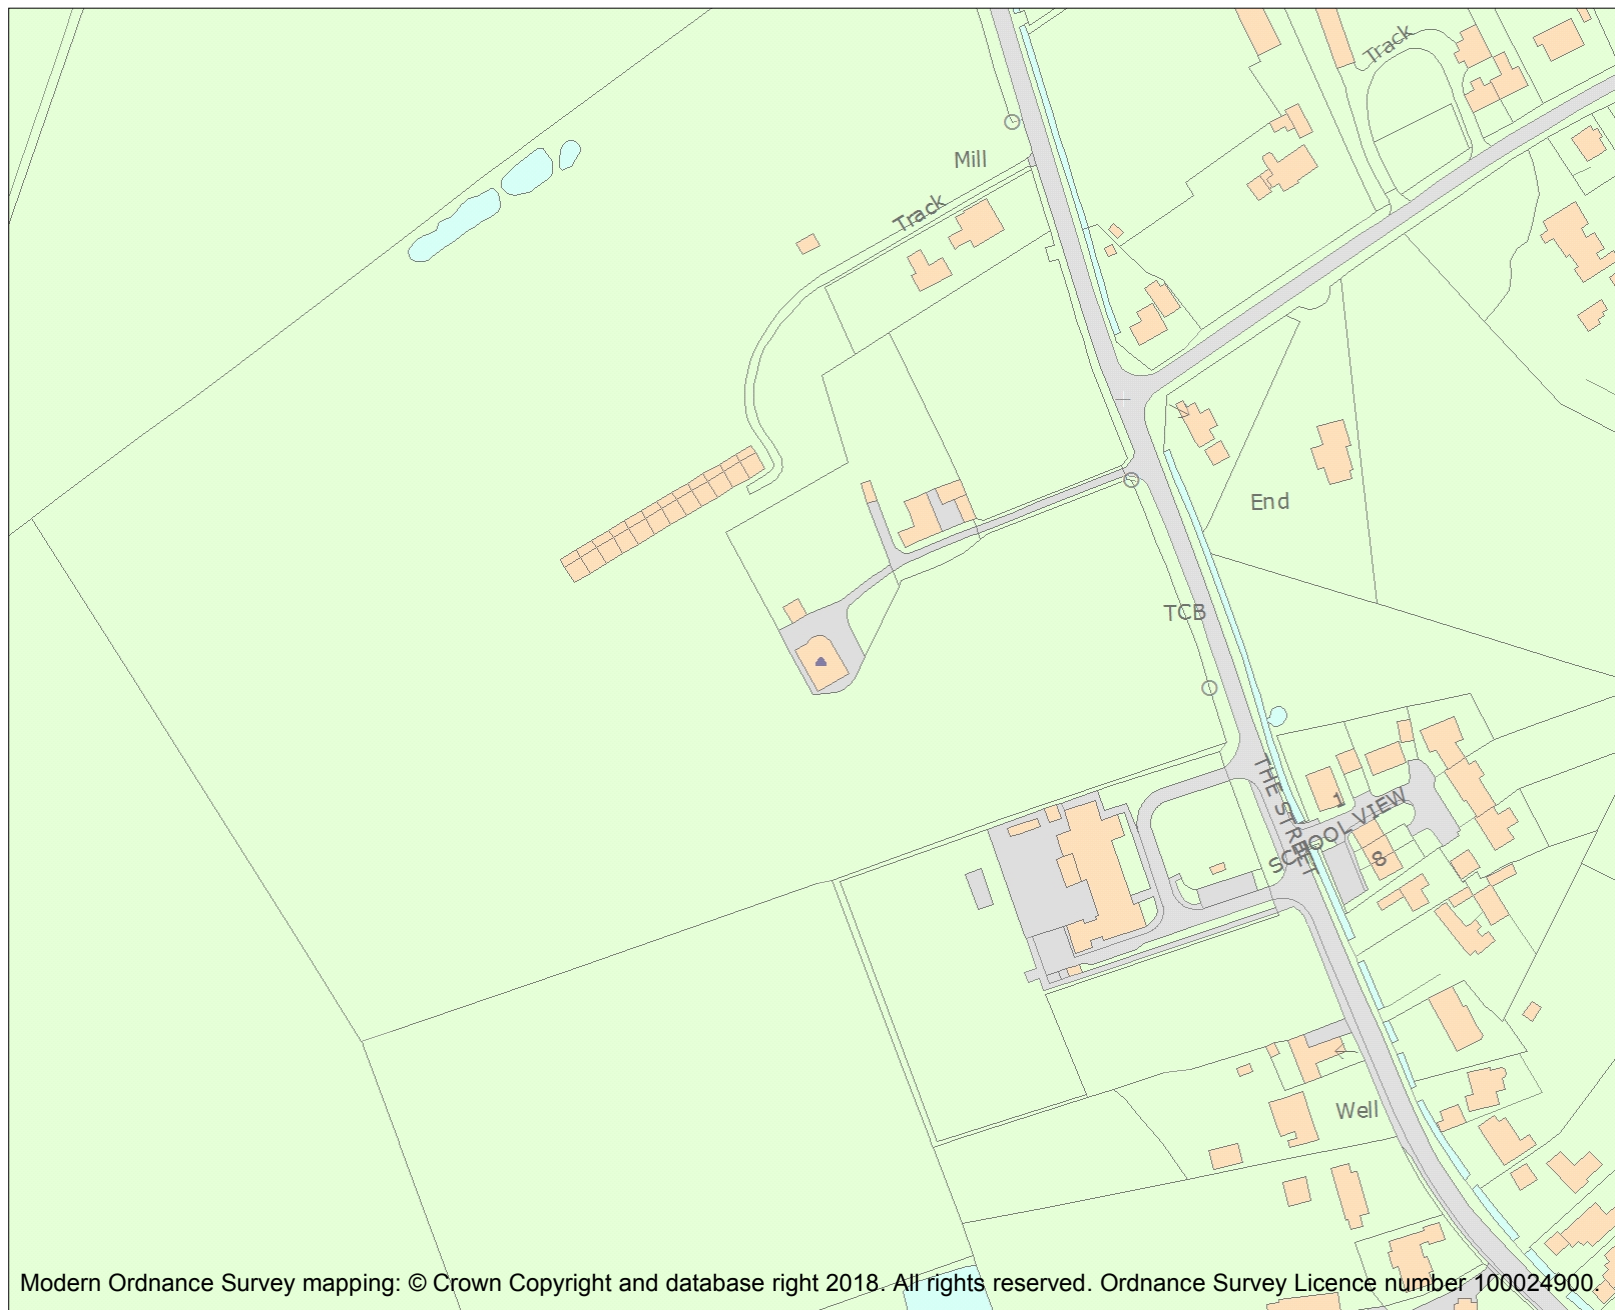 Track
Mill
Track
End
TCB
THE STREET
1
SCHOOL VIEW
8
Well
Modern Ordnance Survey mapping: © Crown Copyright and database right 2018. All rights reserved. Ordnance Survey Licence number 100024900.